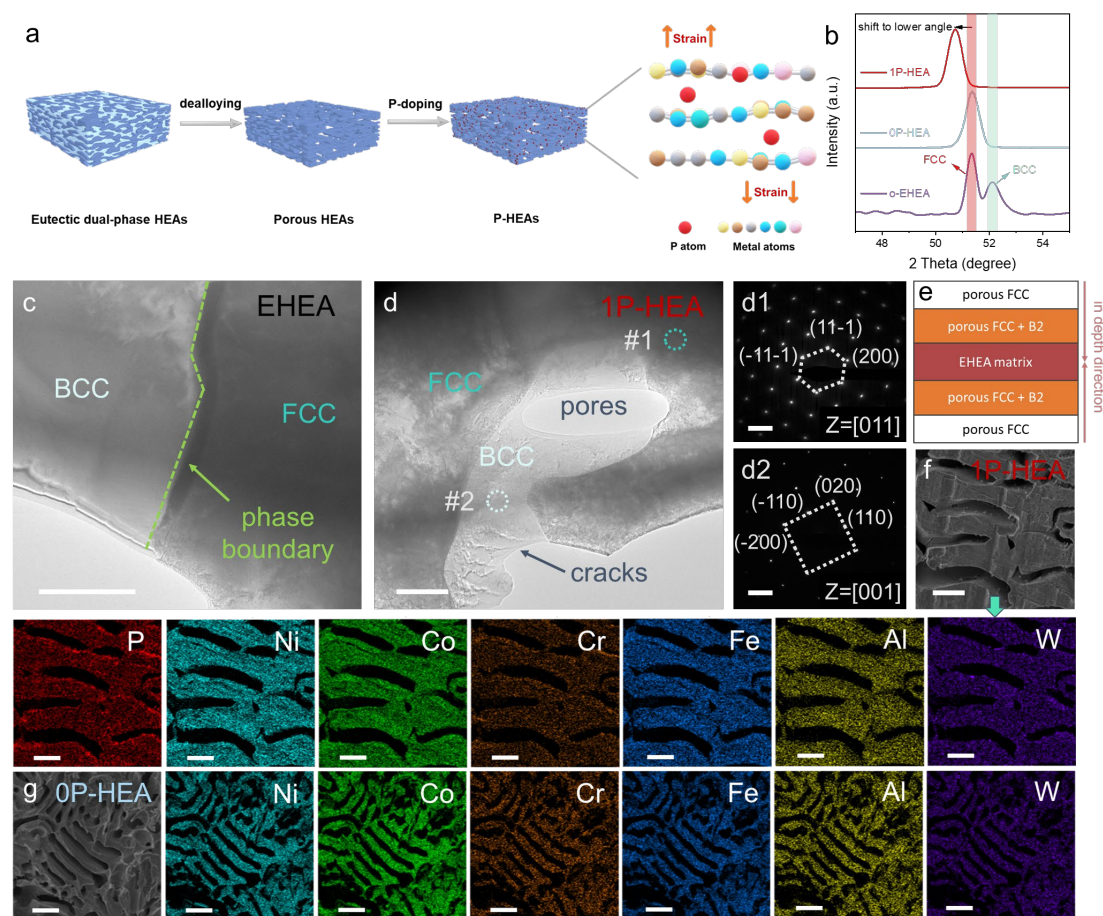 a
dealloying
P-doping
Eutectic dual-phase HEAs
Porous HEAs
P-HEAs
Strain
Strain
P atom
Metal atoms
b
shift to lower angle
1P-HEA
0P-HEA
FCC
BCC
o-EHEA
Intensity (a.u.)
47
50
52
54
2 Theta (degree)
c
EHEA
BCC
FCC
phase
boundary
d
1P-HEA
#1
FCC
pores
BCC
#2
cracks
d1
(11-1)
(-11-1)
(200)
Z=[011]
d2
(020)
(-110)
(110)
(-200)
Z=[001]
e
porous FCC
porous FCC + B2
EHEA matrix
porous FCC + B2
porous FCC
in depth direction
f
1P-HEA
P
Ni
Co
Cr
Fe
Al
W
g
0P-HEA
Ni
Co
Cr
Fe
Al
W